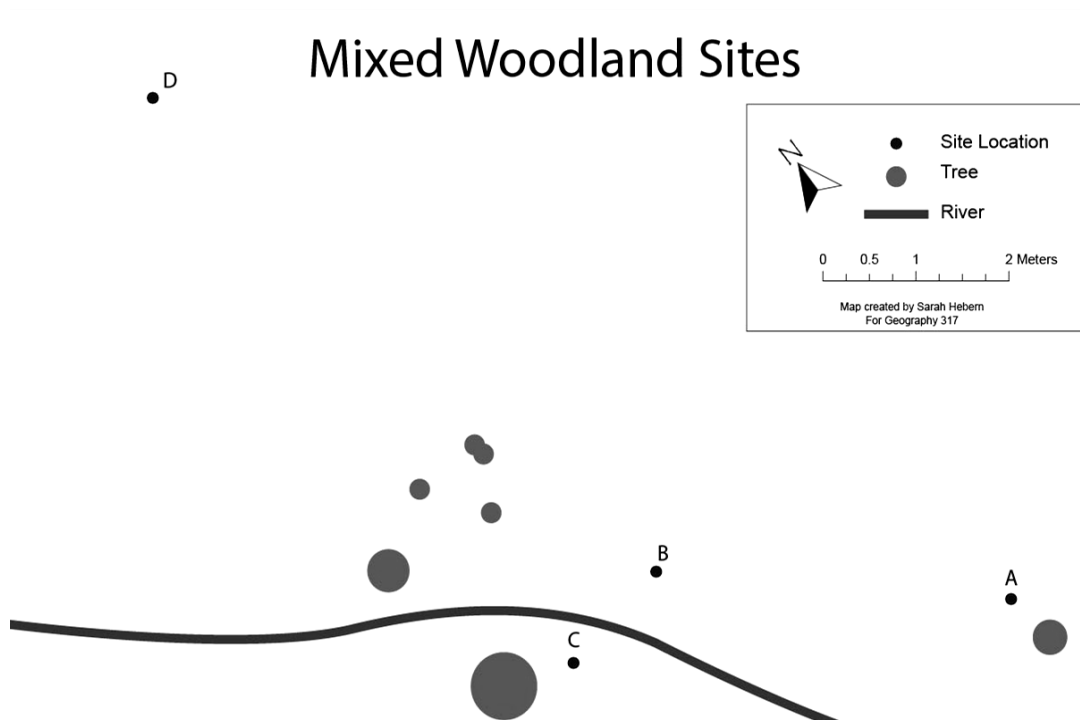 Mixed Woodland Sites
D
N
Site Location
Tree
River
0 0.5 1 2 Meters
Map created by Sarah Hebern
For Geography 317
B
A
C